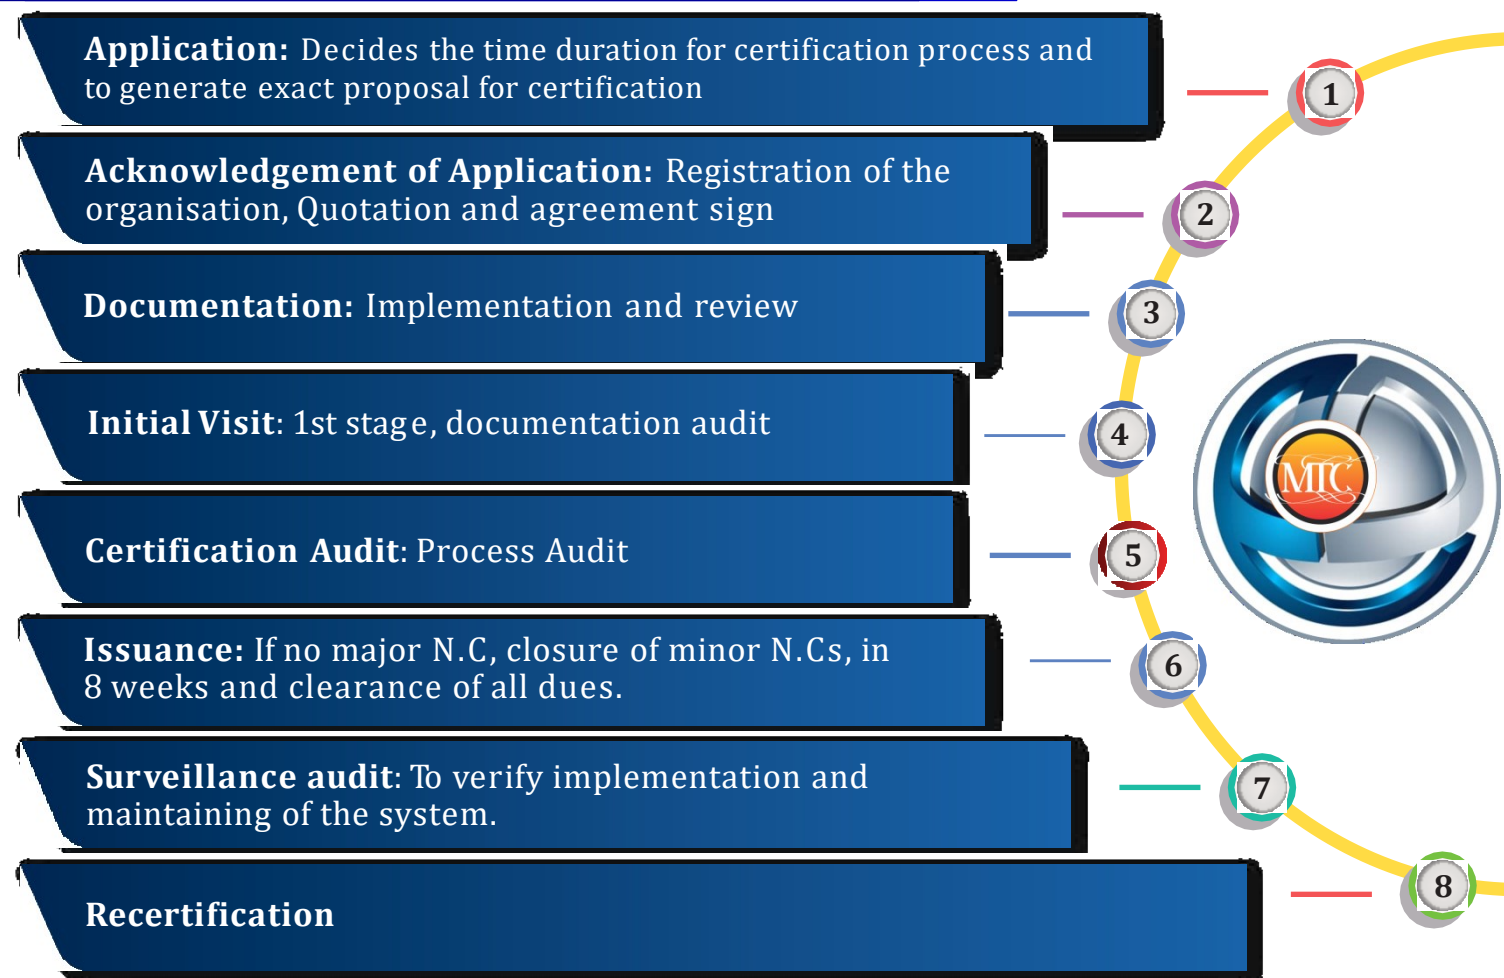 Application: Decides the time duration for certification process and
to generate exact proposal for certification
1
Acknowledgement of Application: Registration of the
organisation, Quotation and agreement sign
2
Documentation: Implementation and review
3
Initial Visit: 1st stage, documentation audit
4
MTC
Certification Audit: Process Audit
5
Issuance: If no major N.C, closure of minor N.Cs, in
8 weeks and clearance of all dues.
6
Surveillance audit: To verify implementation and
maintaining of the system.
7
Recertification
8